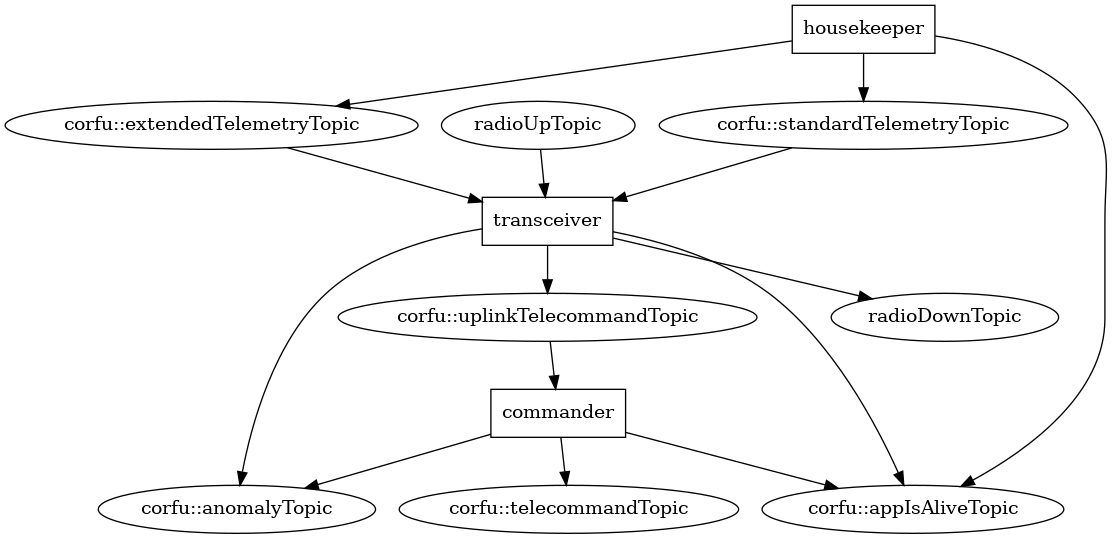 housekeeper
corfu::extendedTelemetryTopic
radioUpTopic
corfu::standardTelemetryTopic
transceiver
corfu::uplinkTelecommandTopic
radioDownTopic
commander
corfu::anomalyTopic
corfu::telecommandTopic
corfu::appIsAliveTopic